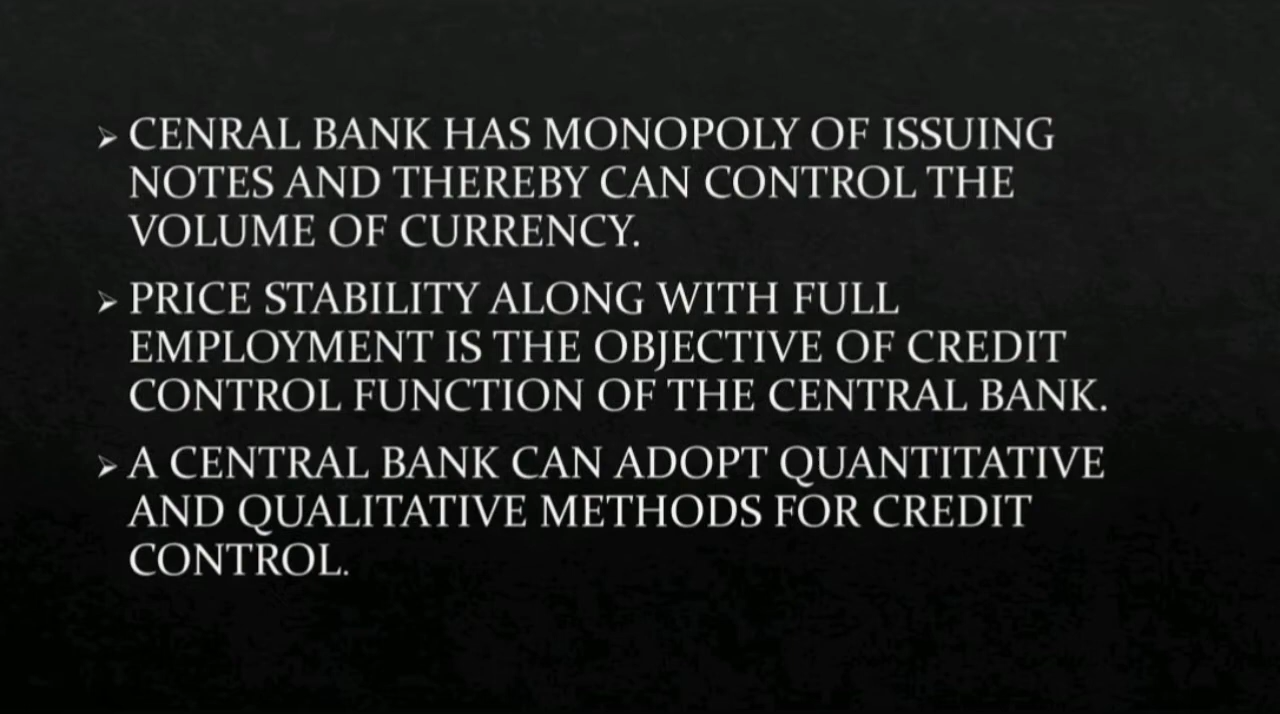 ➢ CENRAL BANK HAS MONOPOLY OF ISSUING
NOTES AND THEREBY CAN CONTROL THE
VOLUME OF CURRENCY.
➢ PRICE STABILITY ALONG WITH FULL
EMPLOYMENT IS THE OBJECTIVE OF CREDIT
CONTROL FUNCTION OF THE CENTRAL BANK.
➢ A CENTRAL BANK CAN ADOPT QUANTITATIVE
AND QUALITATIVE METHODS FOR CREDIT
CONTROL.